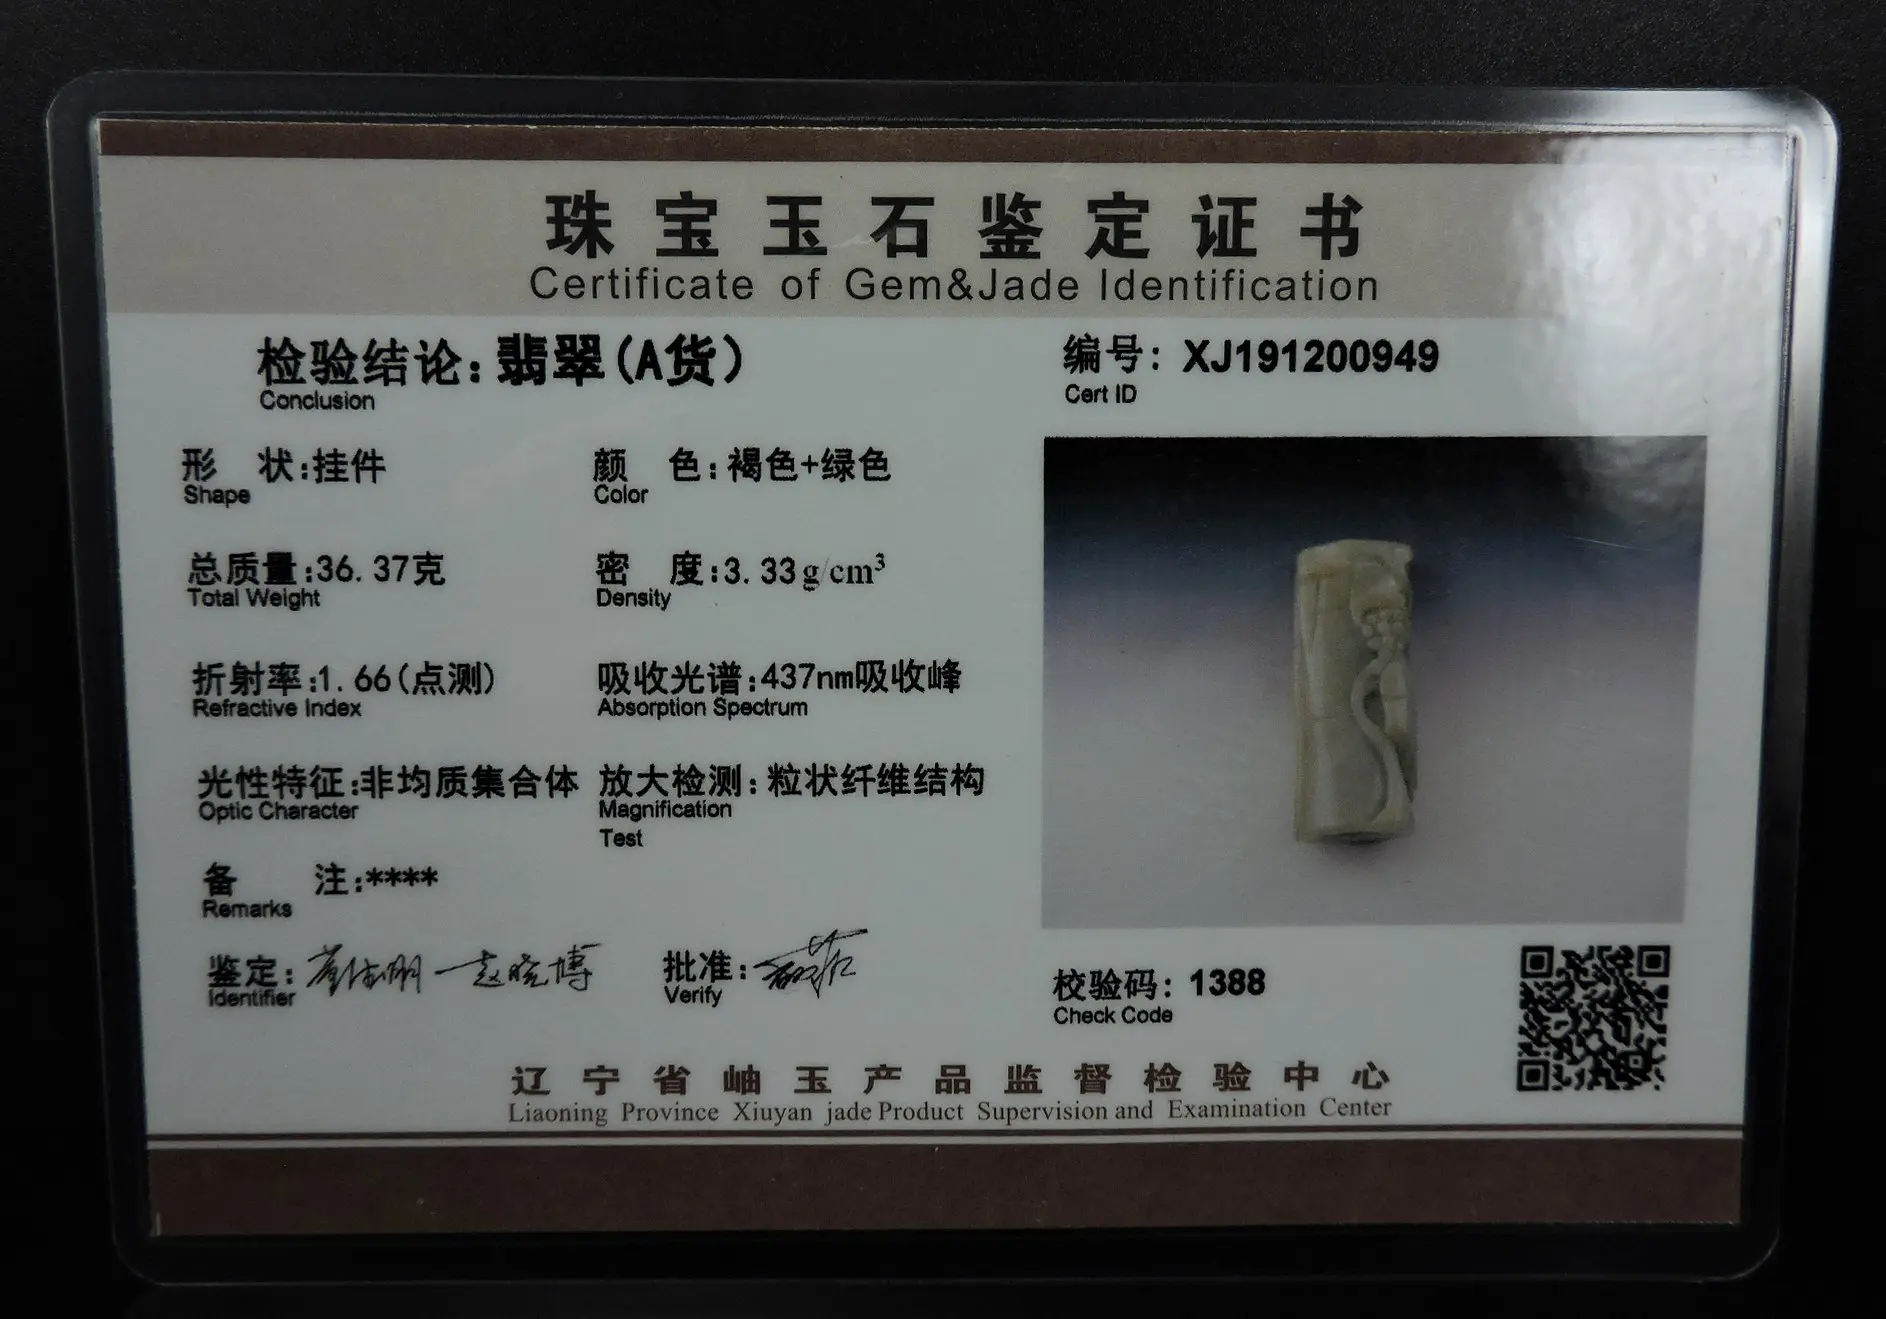 珠宝玉石鉴定证书
Certificate of Gem&Jade Identification
检验结论:翡翠(A货)
Conclusion
编号: XJ191200949
Cert ID
形 状:挂件
Shape
颜 色:褐色+绿色
Color
总质量:36.37克
Total Weight
密 度:3.33g/cm³
Density
折射率:1.66(点测)
Refractive Index
吸收光谱:437nm吸收峰
Absorption Spectrum
光性特征:非均质集合体
Optic Character
放大检测:粒状纤维结构
Magnification
Test
备 注:****
Remarks
鉴定:
Identifier
批准:
Verify
校验码: 1388
Check Code
辽宁省岫玉产品监督检验中心
Liaoning Province Xiuyan jade Product Supervision and Examination Center